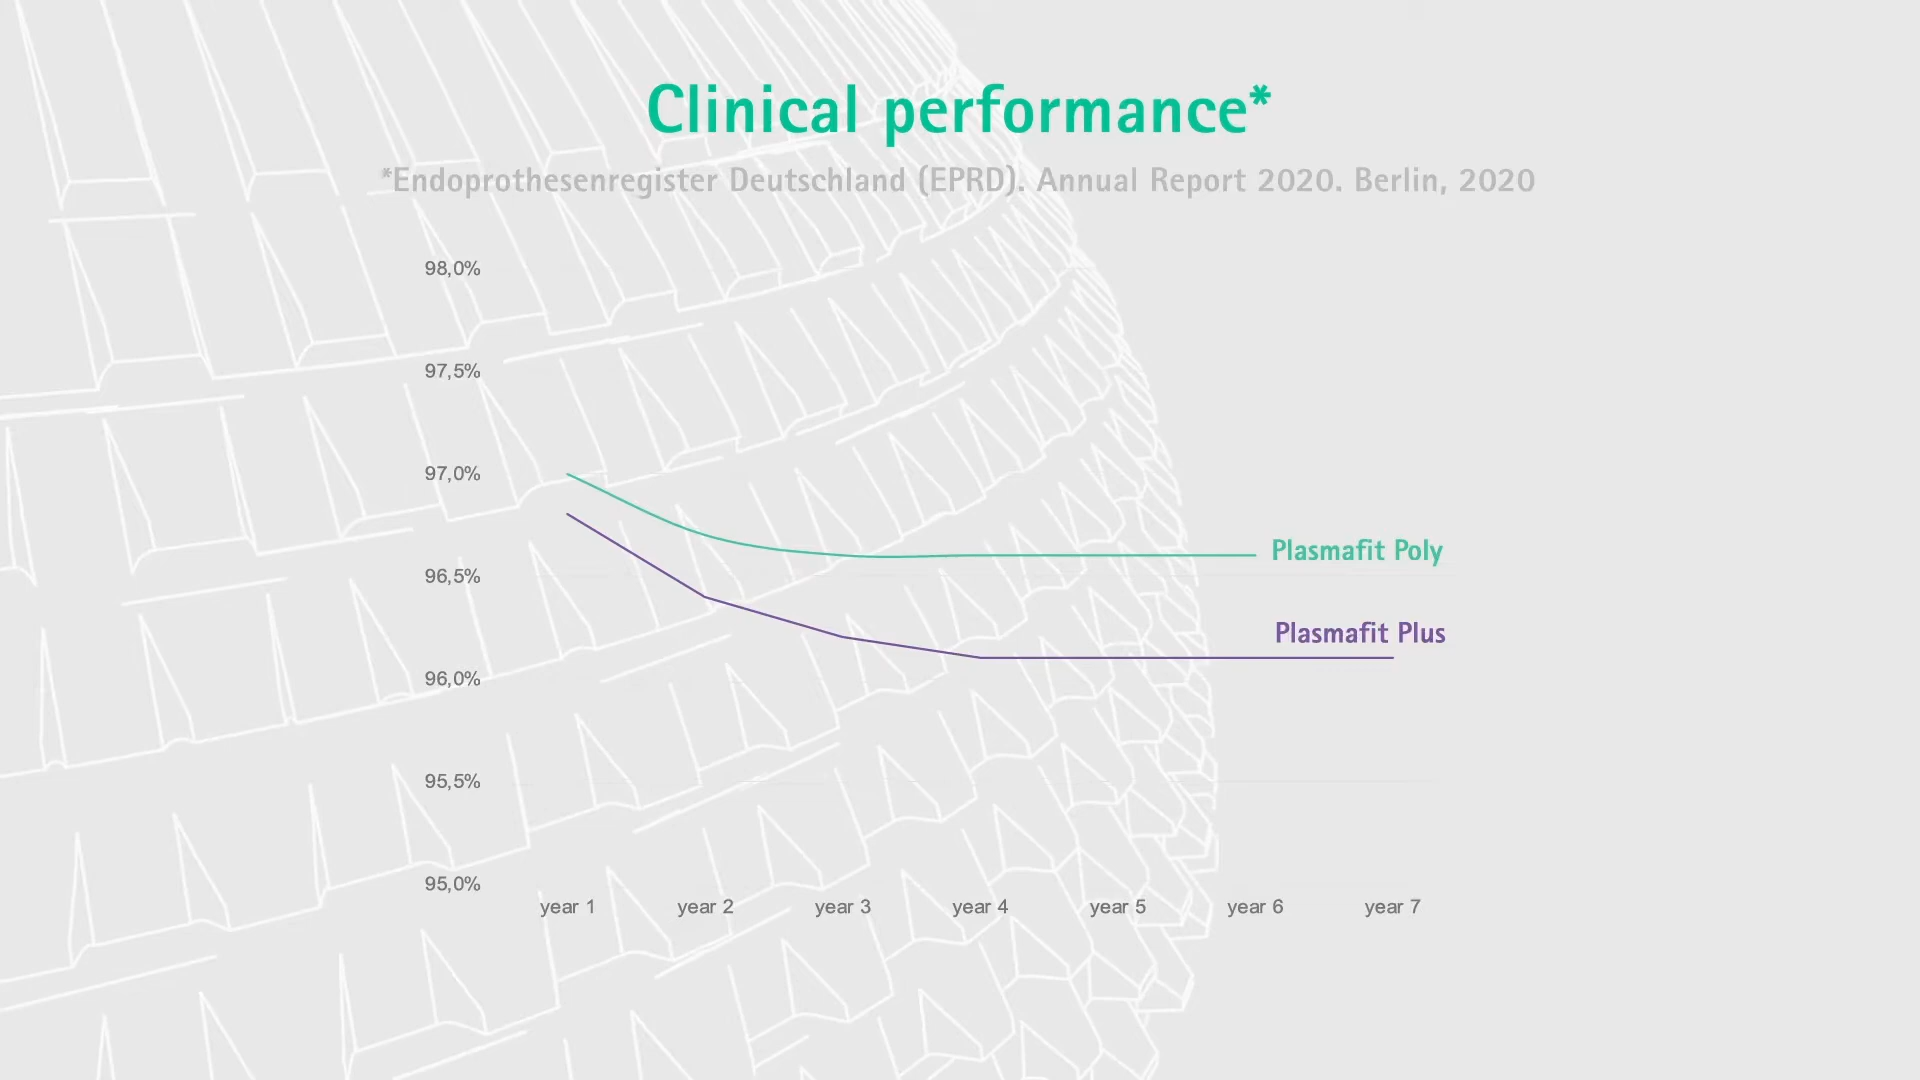 Clinical performance*
*Endoprothesenregister Deutschland (EPRD). Annual Report 2020. Berlin, 2020
98,0%
97,5%
97,0%
96,5%
96,0%
95,5%
95,0%
Plasmafit Poly
Plasmafit Plus
year 1 year 2 year 3 year 4 year 5 year 6 year 7